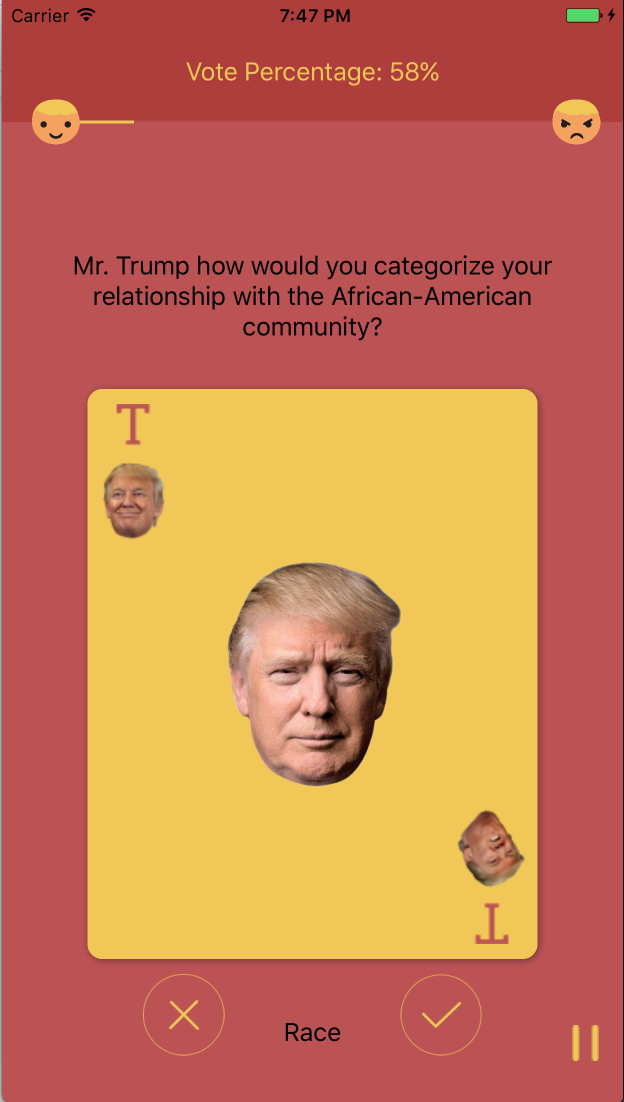 Carrier 7:47 PM
Vote Percentage: 58%
Mr. Trump how would you categorize your
relationship with the African-American
community?
T
T
Race